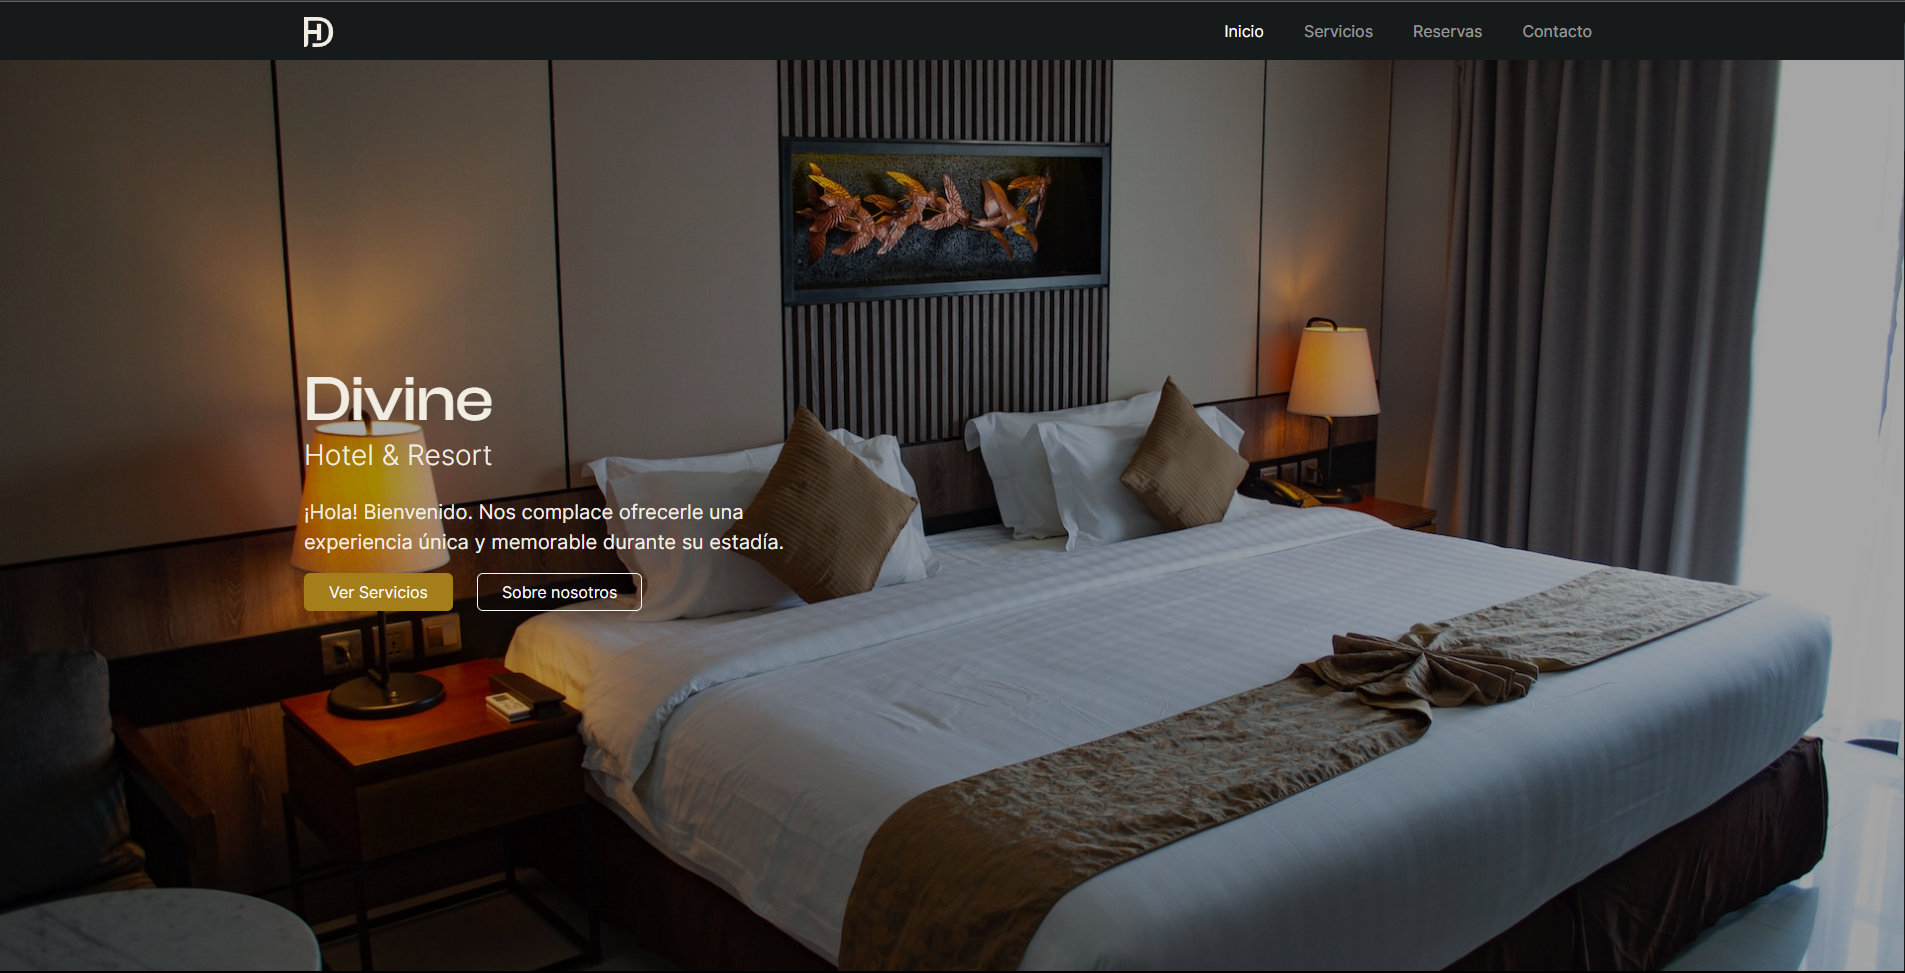 HD
Inicio Servicios Reservas Contacto
Divine
Hotel & Resort
¡Hola! Bienvenido. Nos complace ofrecerle una
experiencia única y memorable durante su estadía.
Ver Servicios Sobre nosotros